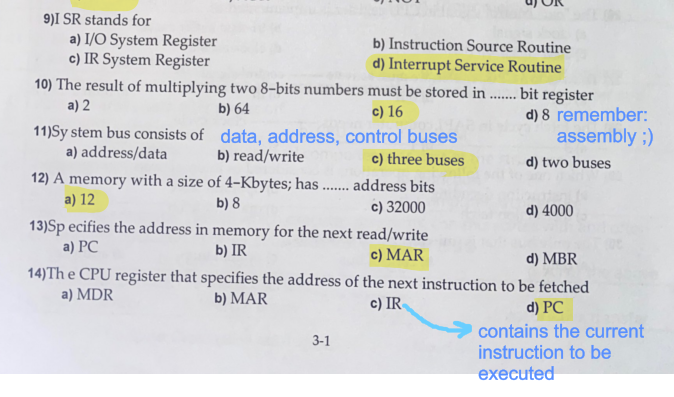 9)I SR stands for
a) I/O System Register b) Instruction Source Routine
c) IR System Register d) Interrupt Service Routine
10) The result of multiplying two 8-bits numbers must be stored in ....... bit register
a) 2 b) 64 c) 16 d) 8 remember:
assembly ;)
11)Sy stem bus consists of data, address, control buses
a) address/data b) read/write c) three buses d) two buses
12) A memory with a size of 4-Kbytes; has ....... address bits
a) 12 b) 8 c) 32000 d) 4000
13)Sp ecifies the address in memory for the next read/write
a) PC b) IR c) MAR d) MBR
14)Th e CPU register that specifies the address of the next instruction to be fetched
a) MDR b) MAR c) IR d) PC
contains the current
instruction to be
executed
3-1